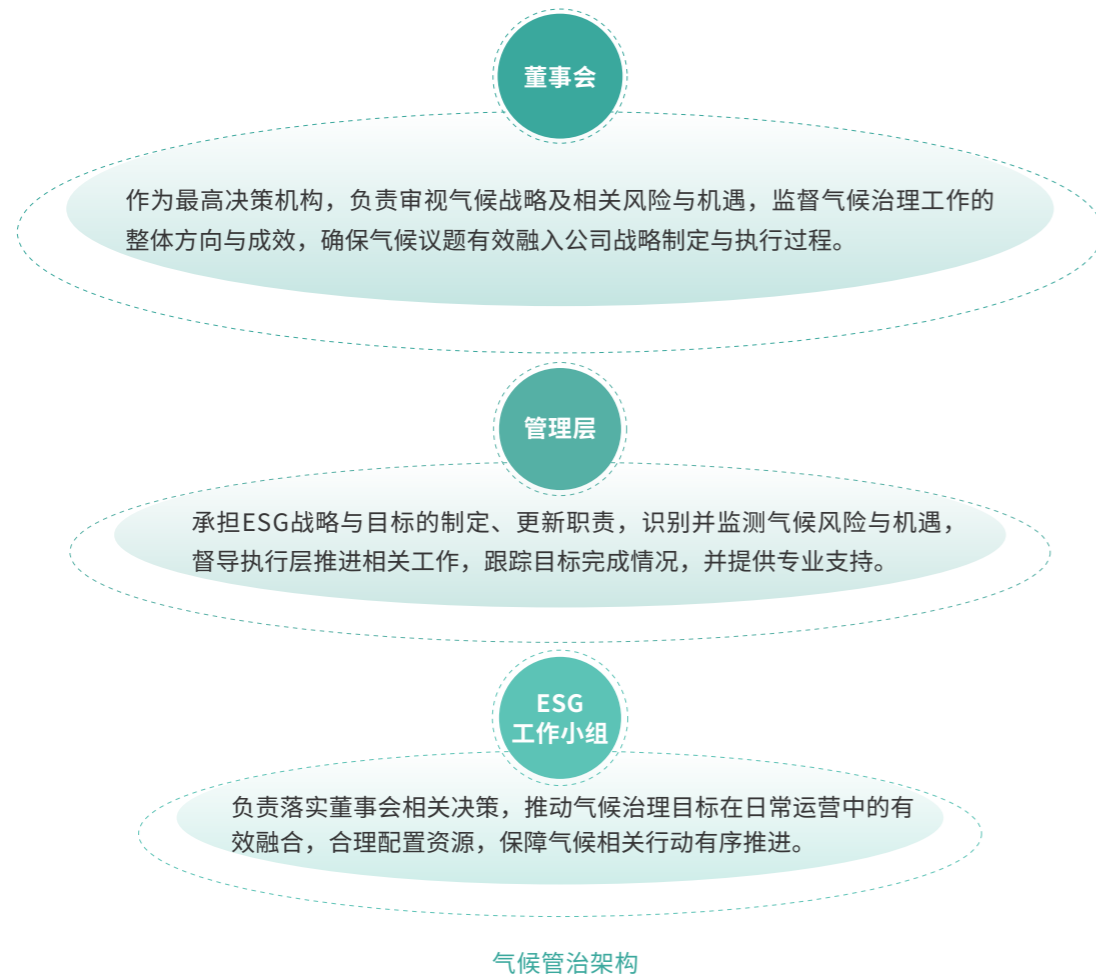 董事会
作为最高决策机构，负责审视气候战略及相关风险与机遇，监督气候治理工作的
整体方向与成效，确保气候议题有效融入公司战略制定与执行过程。
管理层
承担ESG战略与目标的制定、更新职责，识别并监测气候风险与机遇，
督导执行层推进相关工作，跟踪目标完成情况，并提供专业支持。
ESG
工作小组
负责落实董事会相关决策，推动气候治理目标在日常运营中的有
效融合，合理配置资源，保障气候相关行动有序推进。
气候管治架构